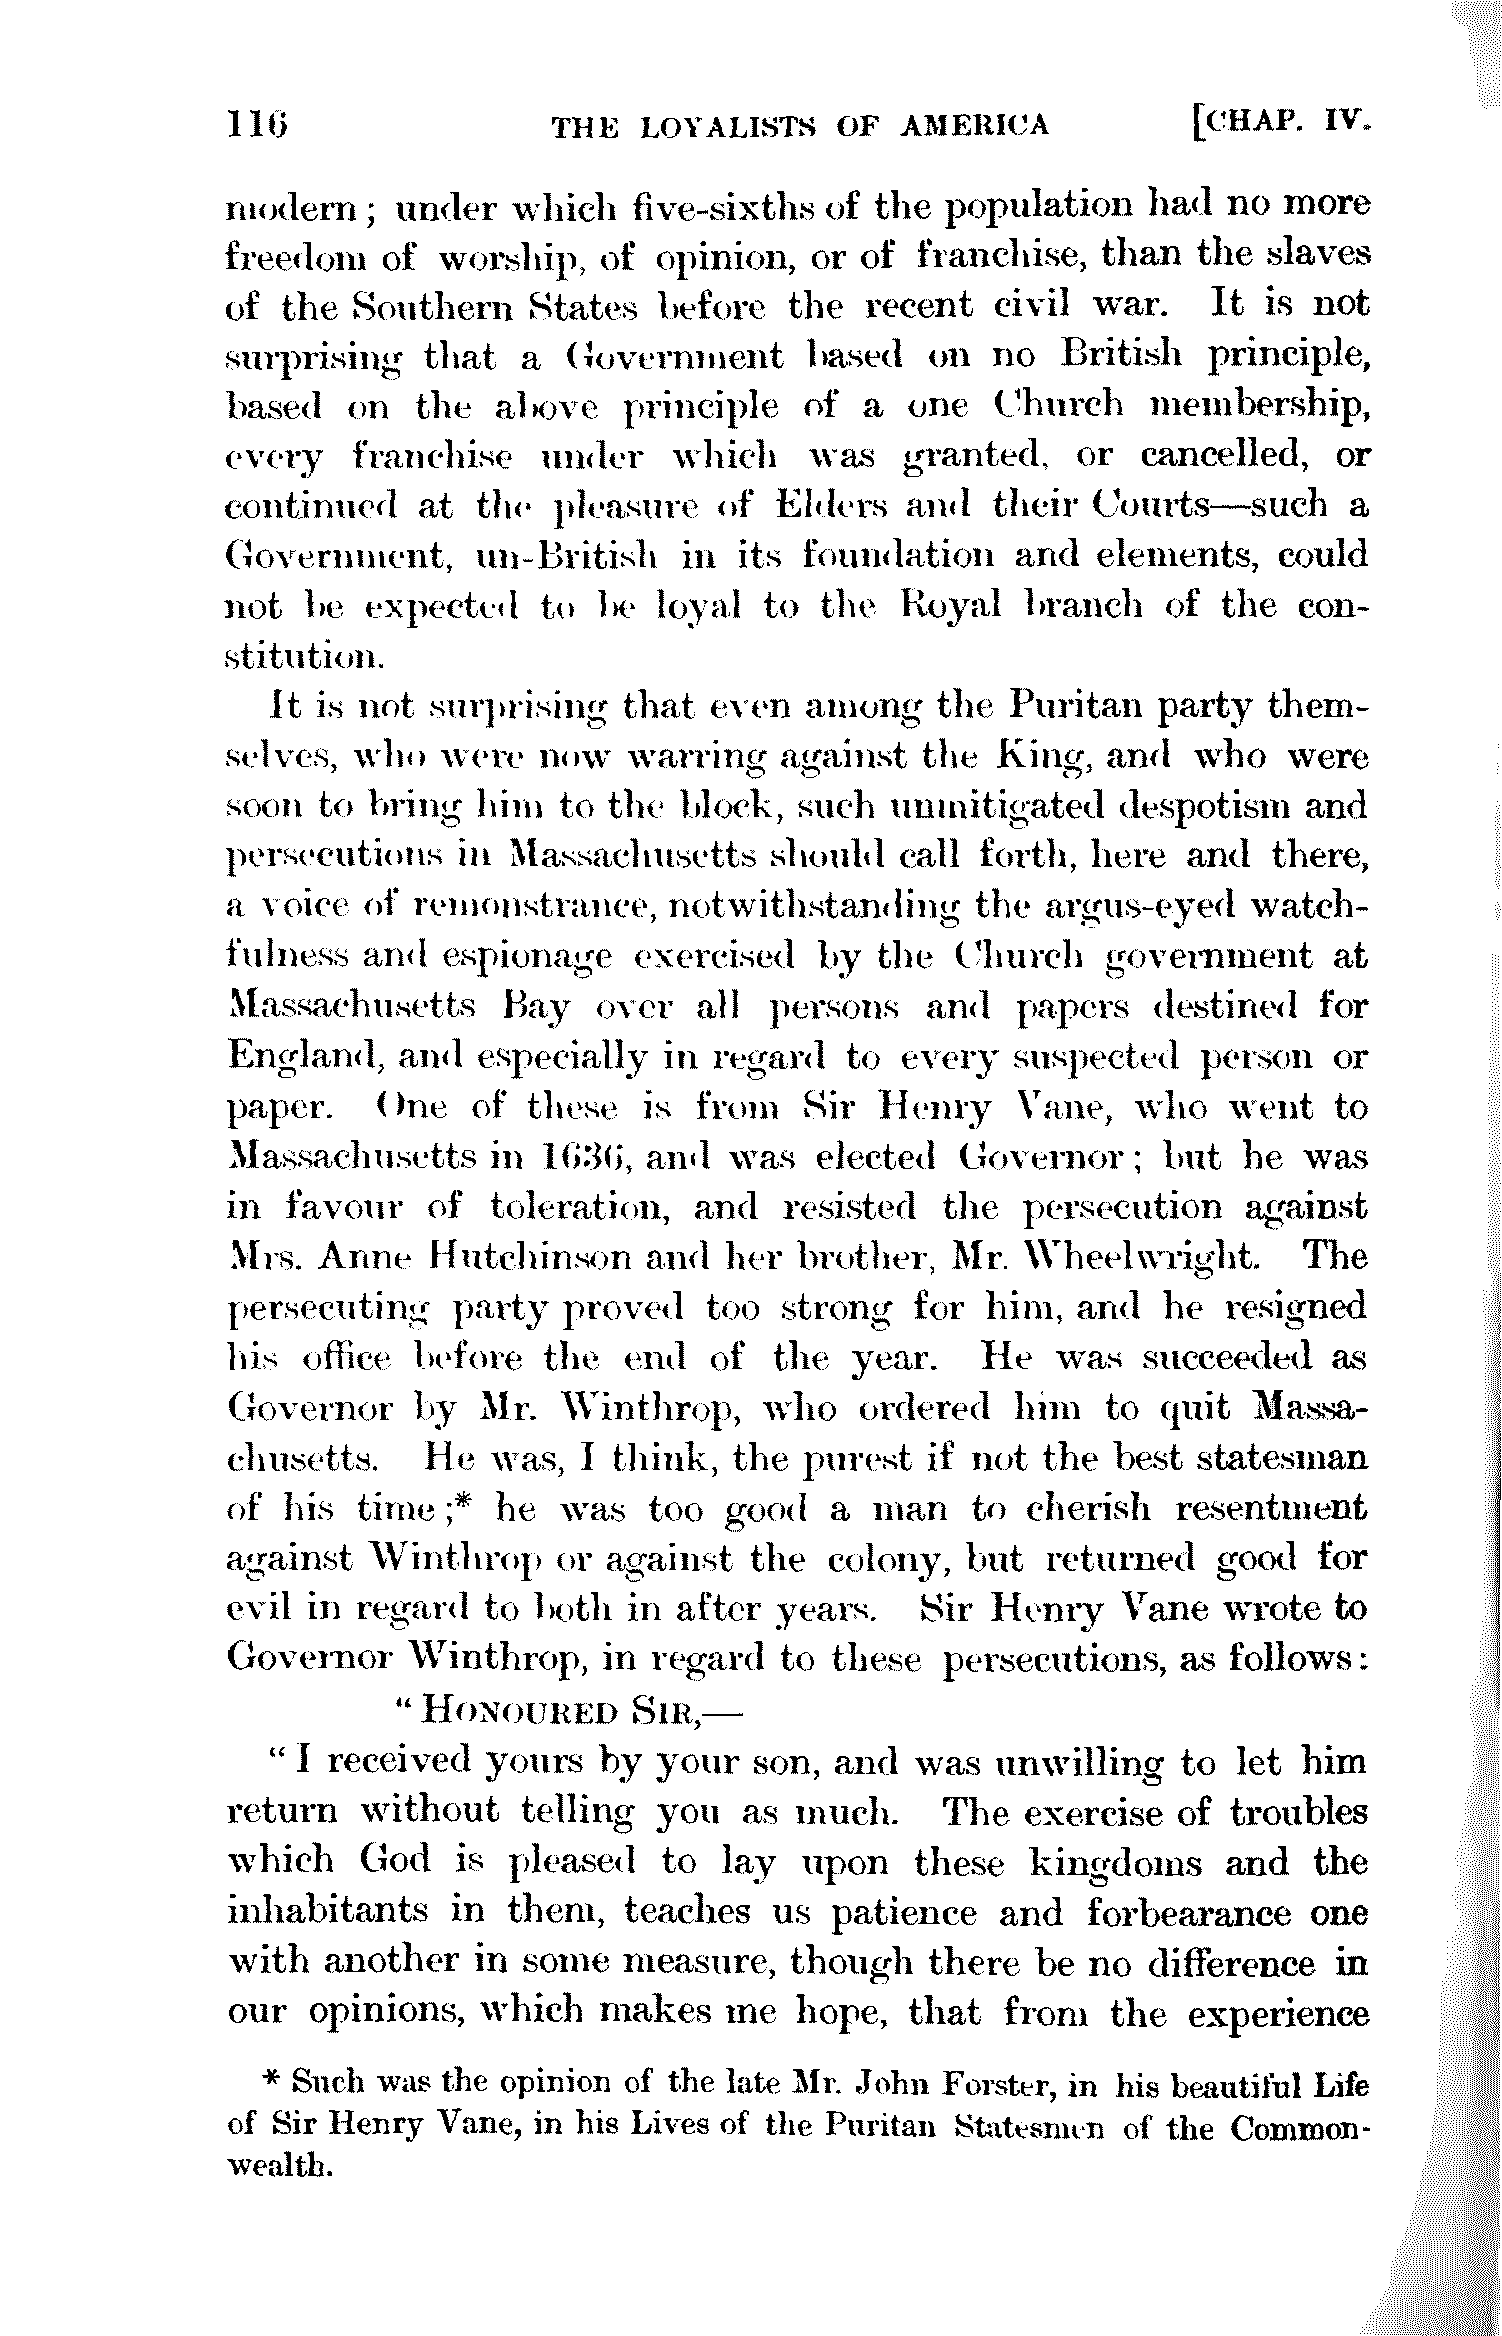 116 THE LOYALISTS OF AMERICA [CHAP. IV.
modern; under which five-sixths of the population had no more
freedom of worship, of opinion, or of franchise, than the slaves
of the Southern States before the recent civil war. It is not
surprising that a Government based on no British principle,
based on the above principle of a one Church membership,
every franchise under which was granted, or cancelled, or
continued at the pleasure of Elders and their Courts—such a
Government, un-British in its foundation and elements, could
not be expected to be loyal to the Royal branch of the con-
stitution.
It is not surprising that even among the Puritan party them-
selves, who were now warring against the King, and who were
soon to bring him to the block, such unmitigated despotism and
persecutions in Massachusetts should call forth, here and there,
a voice of remonstrance, notwithstanding the argus-eyed watch-
fulness and espionage exercised by the Church government at
Massachusetts Bay over all persons and papers destined for
England, and especially in regard to every suspected person or
paper. One of these is from Sir Henry Vane, who went to
Massachusetts in 1636, and was elected Governor; but he was
in favour of toleration, and resisted the persecution against
Mrs. Anne Hutchinson and her brother, Mr. Wheelwright. The
persecuting party proved too strong for him, and he resigned
his office before the end of the year. He was succeeded as
Governor by Mr. Winthrop, who ordered him to quit Massa-
chusetts. He was, I think, the purest if not the best statesman
of his time;* he was too good a man to cherish resentment
against Winthrop or against the colony, but returned good for
evil in regard to both in after years. Sir Henry Vane wrote to
Governor Winthrop, in regard to these persecutions, as follows:
"HONOURED SIR,—
"I received yours by your son, and was unwilling to let him
return without telling you as much. The exercise of troubles
which God is pleased to lay upon these kingdoms and the
inhabitants in them, teaches us patience and forbearance one
with another in some measure, though there be no difference in
our opinions, which makes me hope, that from the experience
* Such was the opinion of the late Mr. John Forster, in his beautiful Life
of Sir Henry Vane, in his Lives of the Puritan Statesmen of the Common-
wealth.